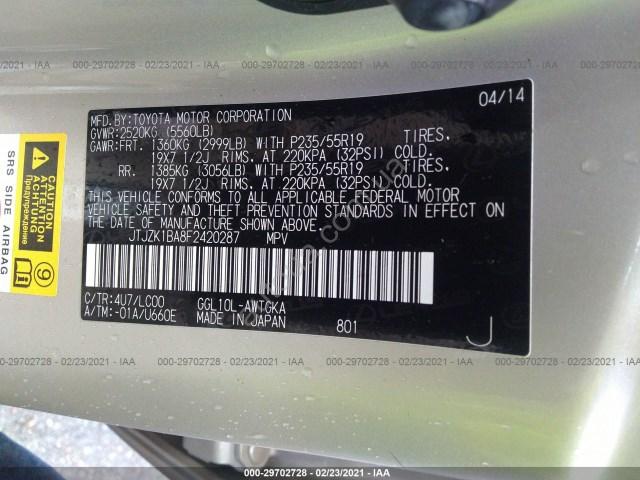 000-29702728 - 02/23/2021 - IAA
MFD.BY:TOYOTA MOTOR CORPORATION 04/14
GVWR:2520KG (5560LB)
GAWR:FRT. 1360KG (2999LB) WITH P235/55R19 TIRES.
19X7 1/2J RIMS. AT 220KPA (32PSI) COLD.
RR. 1385KG (3056LB) WITH P235/55R19 TIRES.
19X7 1/2J RIMS. AT 220KPA (32PSI) COLD.
THIS VEHICLE CONFORMS TO ALL APPLICABLE FEDERAL MOTOR
VEHICLE SAFETY AND THEFT PREVENTION STANDARDS IN EFFECT ON
THE DATE OF MANUFACTURE SHOWN ABOVE.
JTJZK1BA8F2420287 MPV
C/TR:4U7/LC00 GGL10L-AWTGKA
A/TM:-01A/U660E MADE IN JAPAN 801
J
SRS SIDE AIRBAG
CAUTION
ATTENTION
ACHTUNG
Предупреждение
9
000-29702728 - 02/23/2021 - IAA